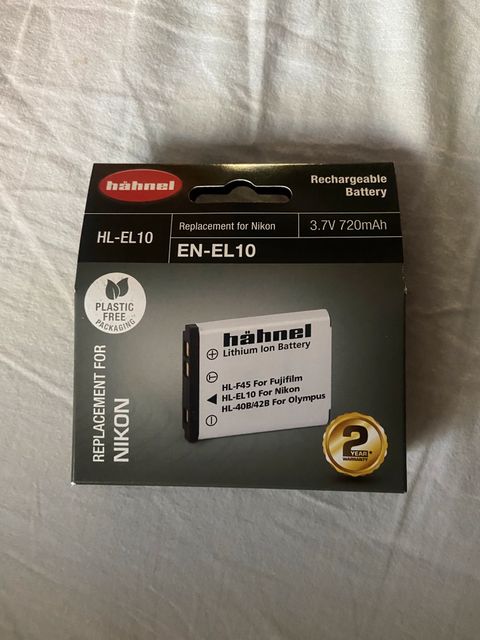 hähnel
Rechargeable
Battery
HL-EL10
Replacement for Nikon
3.7V 720mAh
EN-EL10
PLASTIC
FREE
PACKAGING
REPLACEMENT FOR
NIKON
hähnel
Lithium Ion Battery
HL-F45 For Fujifilm
HL-EL10 For Nikon
HL-40B/42B For Olympus
2
YEAR*
WARRANTY